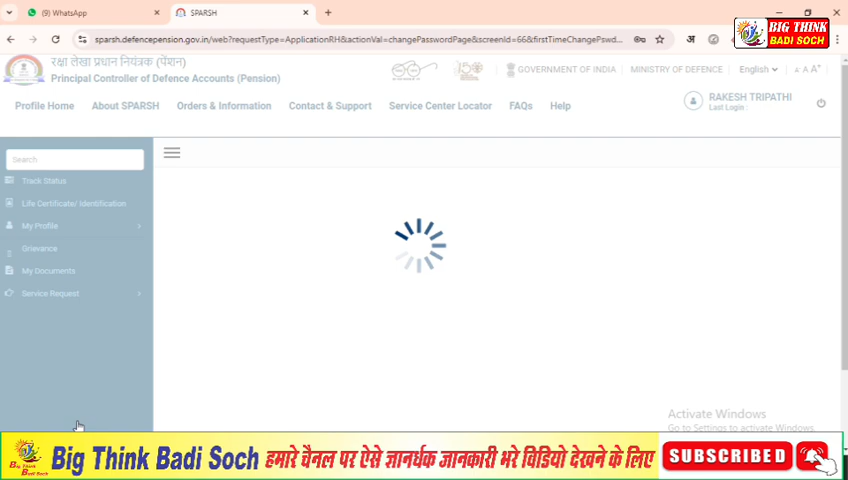 (9) WhatsApp
SPARSH
sparsh.defencepension.gov.in/web?requestType=ApplicationRH&actionVal=changePasswordPage&screenId=66&firstTimeChangePswd...
BIG THINK
BADI SOCH
रक्षा लेखा प्रधान नियंत्रक (पेंशन)
Principal Controller of Defence Accounts (Pension)
GOVERNMENT OF INDIA
MINISTRY OF DEFENCE
English
A A A+
Profile Home
About SPARSH
Orders & Information
Contact & Support
Service Center Locator
FAQs
Help
RAKESH TRIPATHI
Last Login :
Search
Track Status
Life Certificate/ Identification
My Profile
Grievance
My Documents
Service Request
Activate Windows
Go to Settings to activate Windows.
Big Think Badi Soch हमारे चैनल पर ऐसे ज्ञानर्धक जानकारी भरे विडियो देखने के लिए
SUBSCRIBED